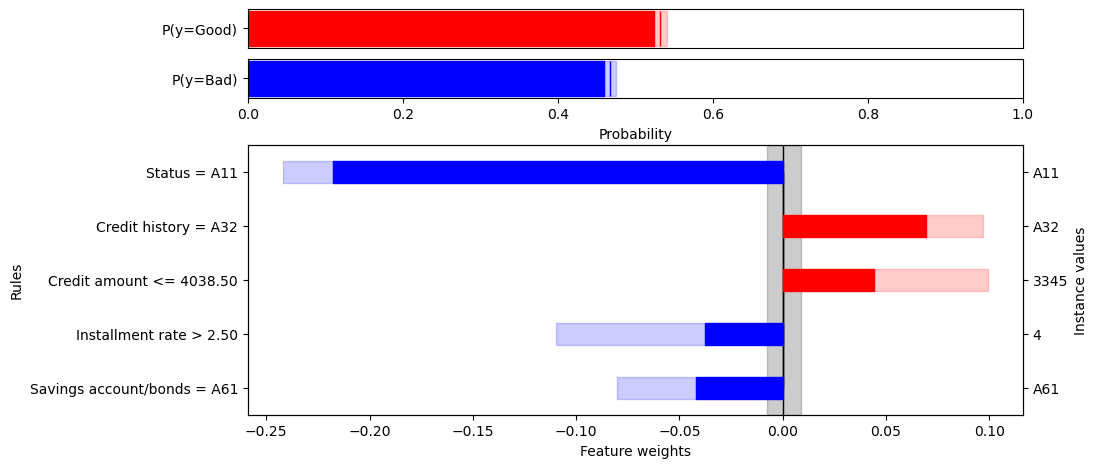 P(y=Good)
P(y=Bad)
0.0 0.2 0.4 0.6 0.8 1.0
Probability
Status = A11 A11
Credit history = A32 A32
Credit amount <= 4038.50 3345
Installment rate > 2.50 4
Savings account/bonds = A61 A61
Rules
Instance values
−0.25 −0.20 −0.15 −0.10 −0.05 0.00 0.05 0.10
Feature weights